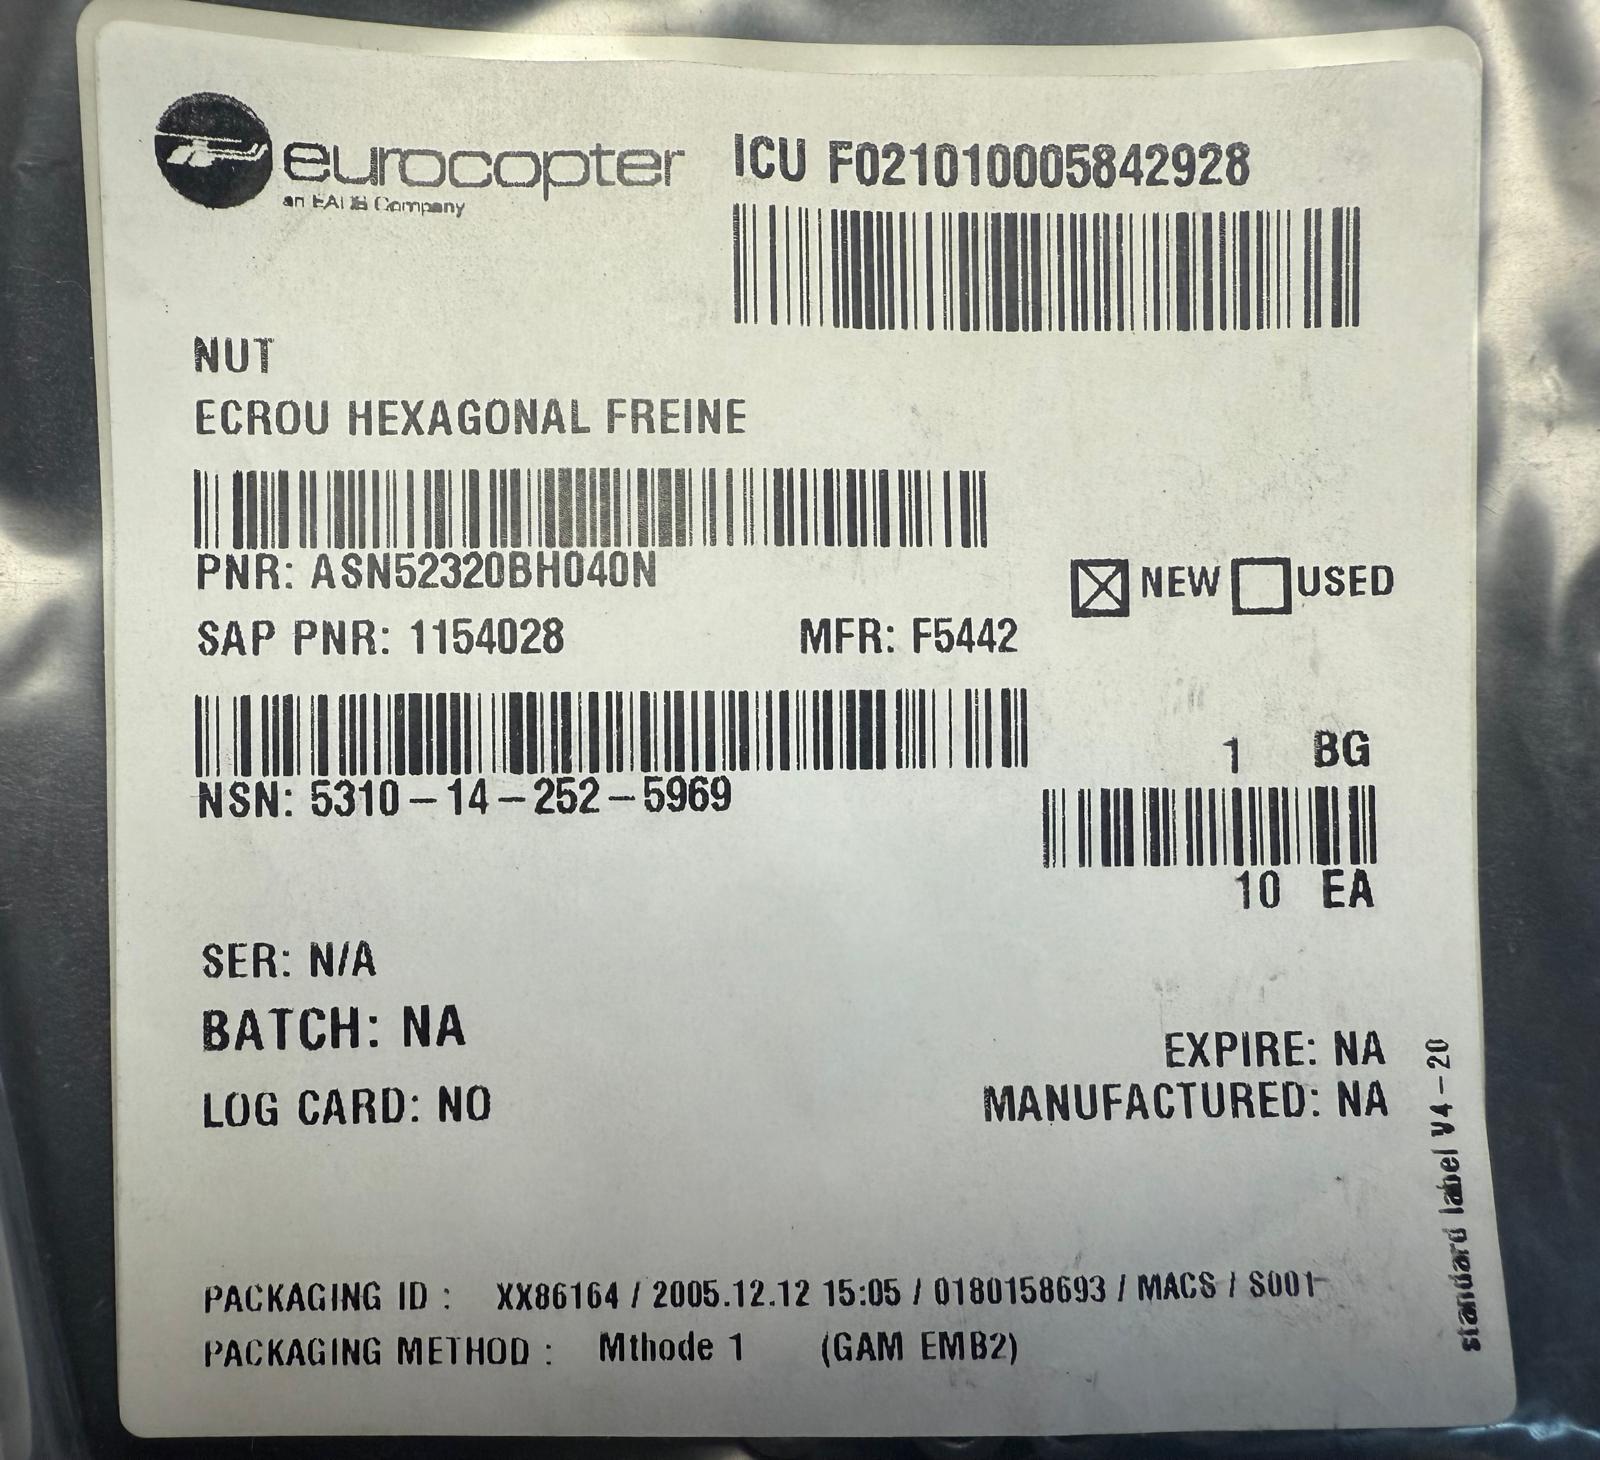 eurocopter
an EADS Company
ICU F021010005842928
NUT
ECROU HEXAGONAL FREINE
PNR: ASN52320BH040N
NEW USED
SAP PNR: 1154028 MFR: F5442
1 BG
NSN: 5310-14-252-5969
10 EA
SER: N/A
BATCH: NA
EXPIRE: NA
LOG CARD: NO
MANUFACTURED: NA
standard label V4-20
PACKAGING ID : XX86164 / 2005.12.12 15:05 / 0180158693 / MACS / S001
PACKAGING METHOD : Mthode 1 (GAM EMB2)